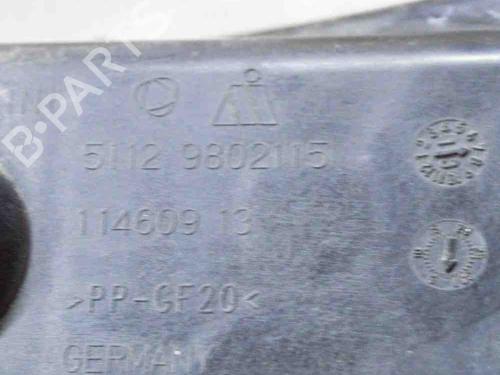 B-PARTS
5112 9802115
114609 13
>PP-GF20<
GERMANY